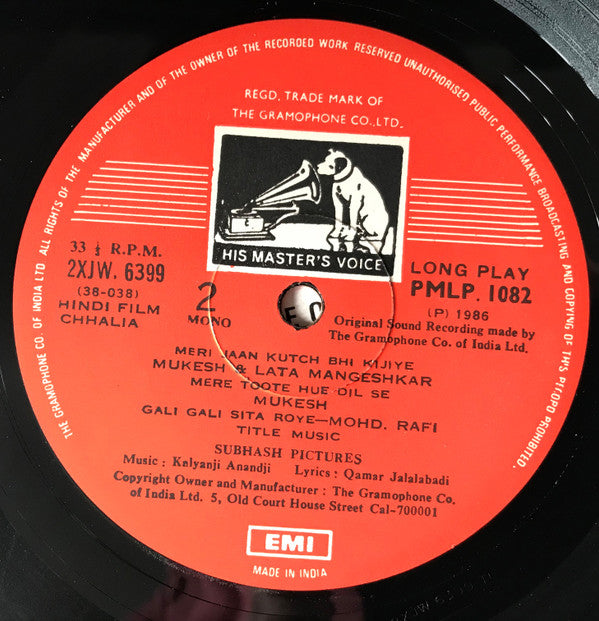 ALL RIGHTS OF THE MANUFACTURER AND OF THE OWNER OF THE RECORDED WORK RESERVED UNAUTHORISED PUBLIC PERFORMANCE BROADCASTING AND COPYING OF THIS RECORD PROHIBITED.
THE GRAMOPHONE CO. OF INDIA LTD
REGD. TRADE MARK OF
THE GRAMOPHONE CO., LTD.
HIS MASTER'S VOICE
33 ⅓ R.P.M.
2XJW. 6399
(38-038)
HINDI FILM
CHHALIA
2
MONO
LONG PLAY
PMLP. 1082
(P) 1986
Original Sound Recording made by
The Gramophone Co. of India Ltd.
MERI JAAN KUTCH BHI KIJIYE
MUKESH & LATA MANGESHKAR
MERE TOOTE HUE DIL SE
MUKESH
GALI GALI SITA ROYE—MOHD. RAFI
TITLE MUSIC
SUBHASH PICTURES
Music : Kalyanji Anandji Lyrics : Qamar Jalalabadi
Copyright Owner and Manufacturer : The Gramophone Co.
of India Ltd. 5, Old Court House Street Cal-700001
EMI
MADE IN INDIA